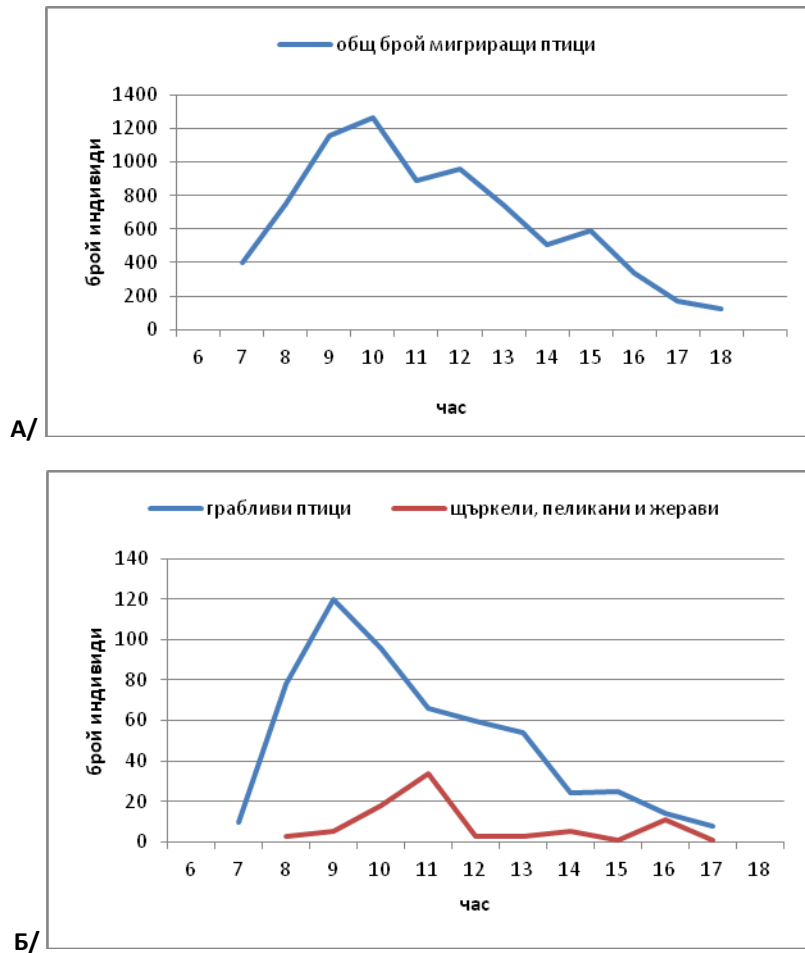 общ брой мигриращи птици
1400
1200
1000
800
600
400
200
0
брой индивиди
6 7 8 9 10 11 12 13 14 15 16 17 18
час
А/
грабливи птици щъркели, пеликани и жерави
140
120
100
80
60
40
20
0
брой индивиди
6 7 8 9 10 11 12 13 14 15 16 17 18
час
Б/